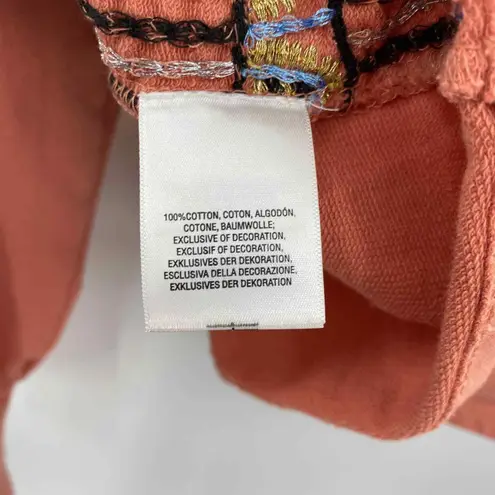 100%COTTON, COTON, ALGODÓN.
COTONE, BAUMWOLLE;
EXCLUSIVE OF DECORATION.
EXCLUSIF OF DECORATION.
EXKLUSIVES DER DEKORATION.
ESCLUSIVA DELLA DECORAZIONE.
EXKLUSIVES DER DEKORATION